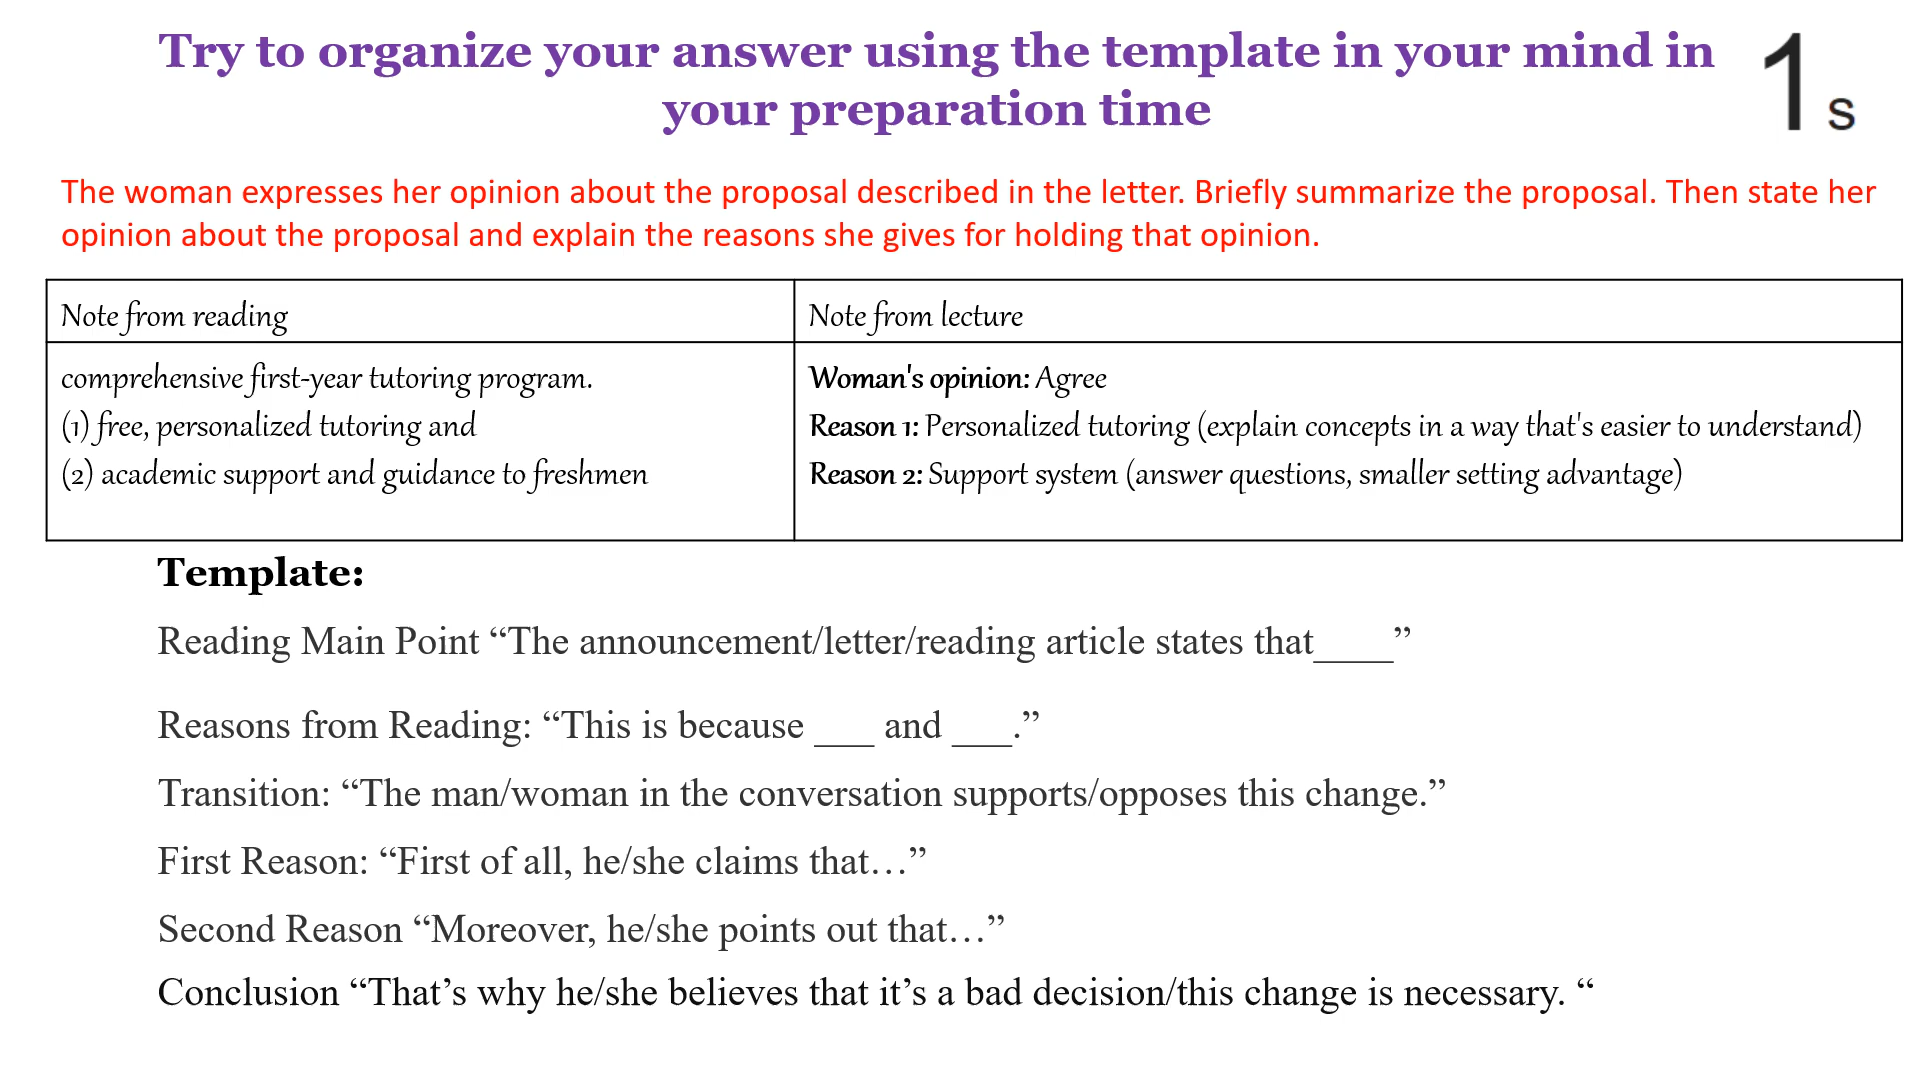 Try to organize your answer using the template in your mind in
your preparation time
1 s
The woman expresses her opinion about the proposal described in the letter. Briefly summarize the proposal. Then state her
opinion about the proposal and explain the reasons she gives for holding that opinion.
Note from reading
Note from lecture
comprehensive first-year tutoring program.
(1) free, personalized tutoring and
(2) academic support and guidance to freshmen
Woman's opinion: Agree
Reason 1: Personalized tutoring (explain concepts in a way that's easier to understand)
Reason 2: Support system (answer questions, smaller setting advantage)
Template:
Reading Main Point “The announcement/letter/reading article states that____”
Reasons from Reading: “This is because ___ and ___.”
Transition: “The man/woman in the conversation supports/opposes this change.”
First Reason: “First of all, he/she claims that…”
Second Reason “Moreover, he/she points out that…”
Conclusion “That’s why he/she believes that it’s a bad decision/this change is necessary. “